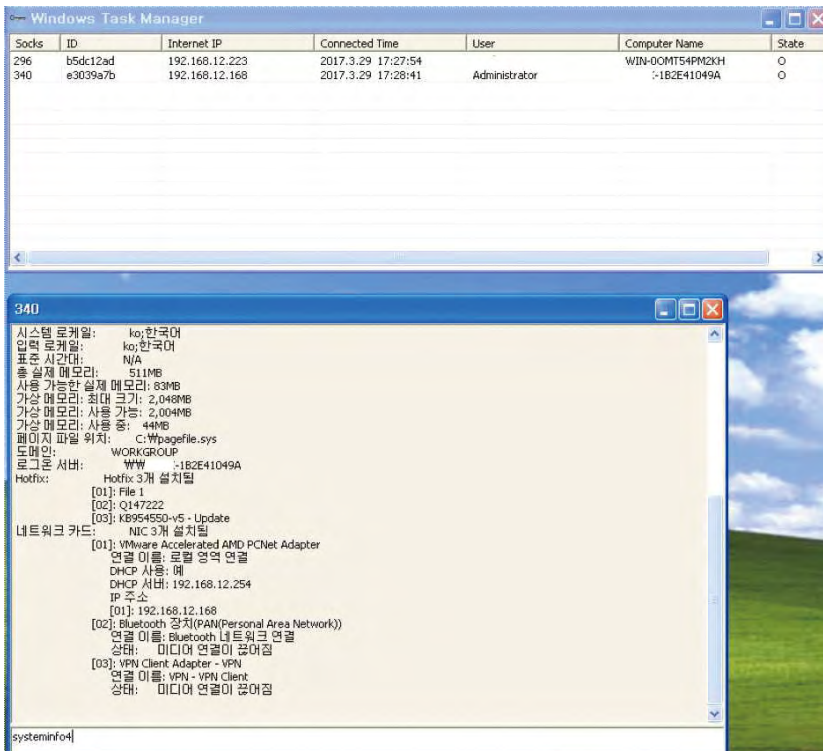 Windows Task Manager
Socks ID Internet IP Connected Time User Computer Name State
296 b5dc12ad 192.168.12.223 2017.3.29 17:27:54 WIN-0OMT54PM2KH O
340 e3039a7b 192.168.12.168 2017.3.29 17:28:41 Administrator :-1B2E41049A O
340
시스템 로케일: ko;한국어
입력 로케일: ko;한국어
표준 시간대: N/A
총 실제 메모리: 511MB
사용 가능한 실제 메모리: 83MB
가상 메모리: 최대 크기: 2,048MB
가상 메모리: 사용 가능: 2,004MB
가상 메모리: 사용 중: 44MB
페이지 파일 위치: C:₩pagefile.sys
도메인: WORKGROUP
로그온 서버: ₩₩ :-1B2E41049A
Hotfix: Hotfix 3개 설치됨
[01]: File 1
[02]: Q147222
[03]: KB954550-v5 - Update
네트워크 카드: NIC 3개 설치됨
[01]: VMware Accelerated AMD PCNet Adapter
연결 이름: 로컬 영역 연결
DHCP 사용: 예
DHCP 서버: 192.168.12.254
IP 주소
[01]: 192.168.12.168
[02]: Bluetooth 장치(PAN(Personal Area Network))
연결 이름: Bluetooth 네트워크 연결
상태: 미디어 연결이 끊어짐
[03]: VPN Client Adapter - VPN
연결 이름: VPN - VPN Client
상태: 미디어 연결이 끊어짐
systeminfo4